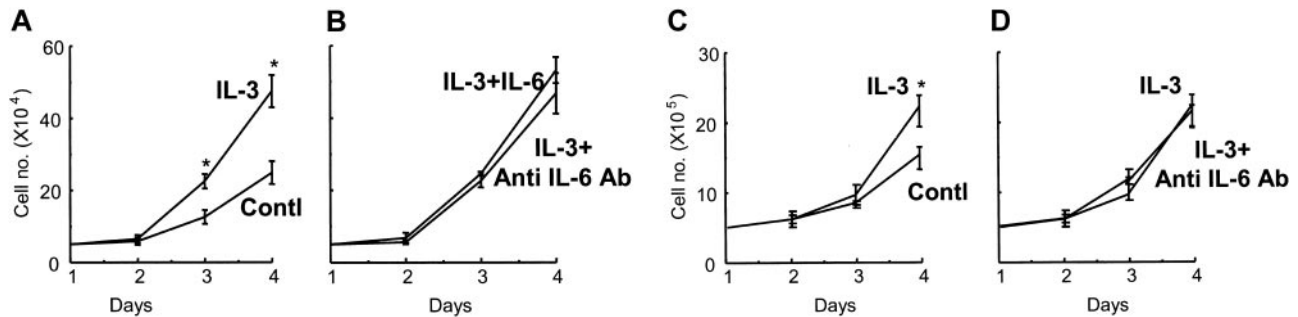 A
Cell no. (X10⁴)
60
40
20
0
IL-3
*
*
Contl
1 2 3 4
Days
B
IL-3+IL-6
IL-3+
Anti IL-6 Ab
1 2 3 4
Days
C
Cell no. (X10⁵)
30
20
10
0
IL-3 *
Contl
1 2 3 4
Days
D
IL-3
IL-3+
Anti IL-6 Ab
1 2 3 4
Days